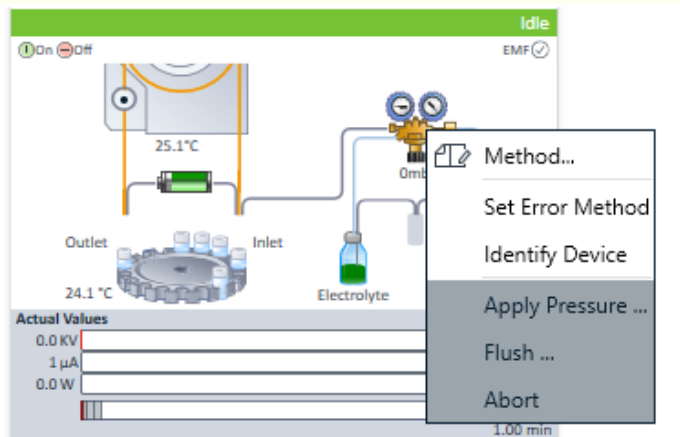 Idle
On Off
EMF
25.1°C
Method...
Set Error Method
Outlet
Inlet
Identify Device
24.1 °C
Electrolyte
Apply Pressure ...
Actual Values
0.0 KV
Flush ...
1 µA
0.0 W
Abort
1.00 min